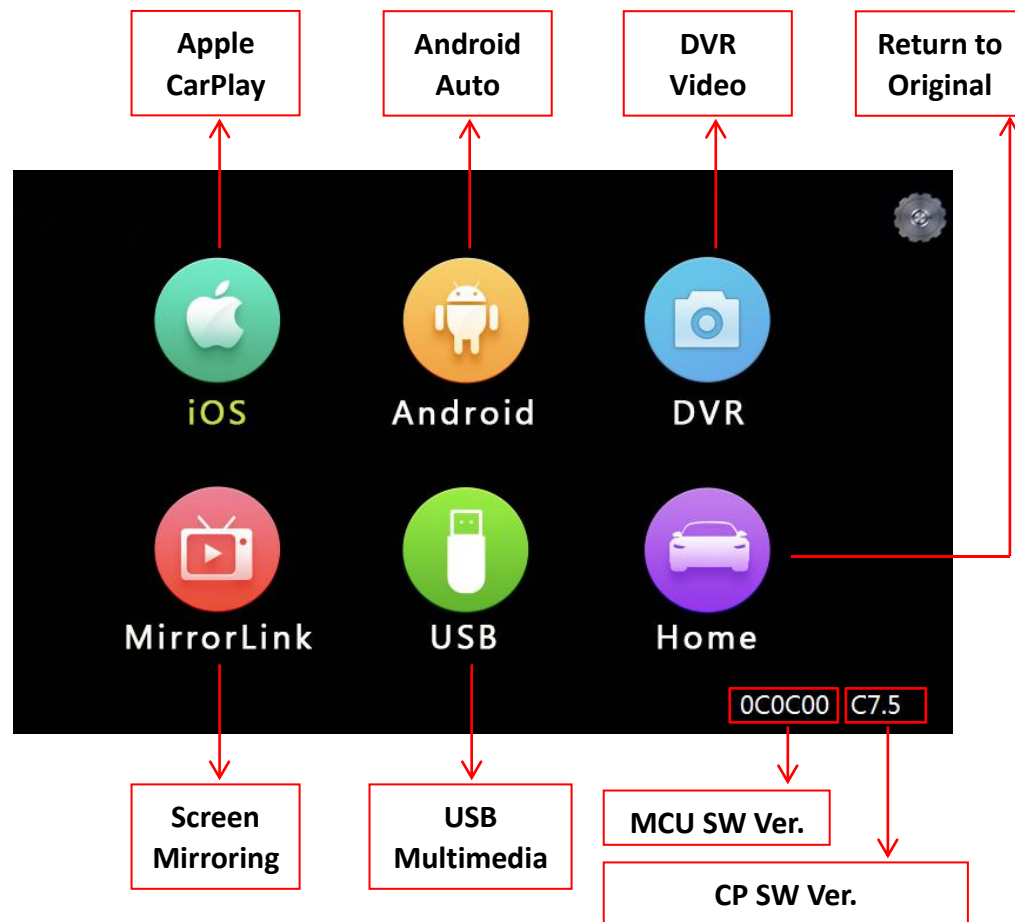 Apple
CarPlay
Android
Auto
DVR
Video
Return to
Original
iOS
Android
DVR
MirrorLink
USB
Home
0C0C00
C7.5
Screen
Mirroring
USB
Multimedia
MCU SW Ver.
CP SW Ver.